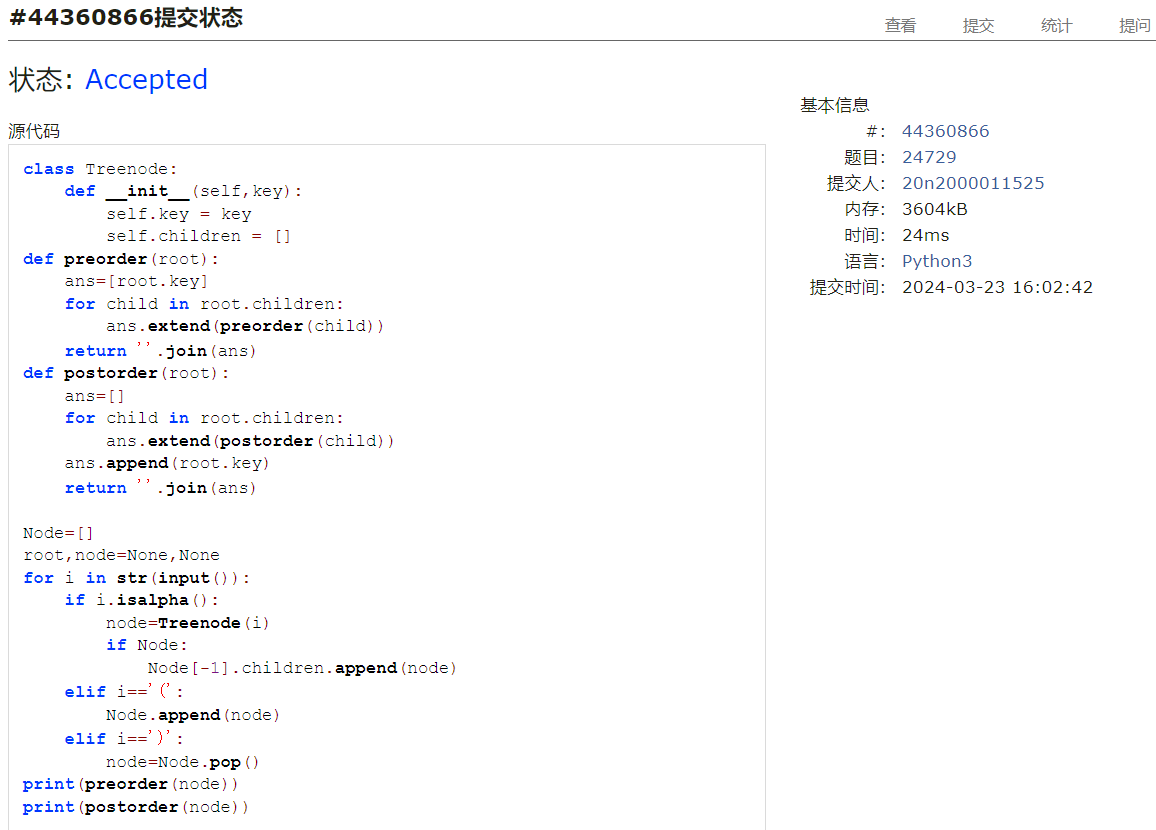 #44360866提交状态
查看 提交 统计 提问
状态: Accepted
源代码
class Treenode:
    def __init__(self,key):
        self.key = key
        self.children = []
def preorder(root):
    ans=[root.key]
    for child in root.children:
        ans.extend(preorder(child))
    return ''.join(ans)
def postorder(root):
    ans=[]
    for child in root.children:
        ans.extend(postorder(child))
    ans.append(root.key)
    return ''.join(ans)

Node=[]
root,node=None,None
for i in str(input()):
    if i.isalpha():
        node=Treenode(i)
        if Node:
            Node[-1].children.append(node)
    elif i=='(':
        Node.append(node)
    elif i==')':
        node=Node.pop()
print(preorder(node))
print(postorder(node))
基本信息
#: 44360866
题目: 24729
提交人: 20n2000011525
内存: 3604kB
时间: 24ms
语言: Python3
提交时间: 2024-03-23 16:02:42